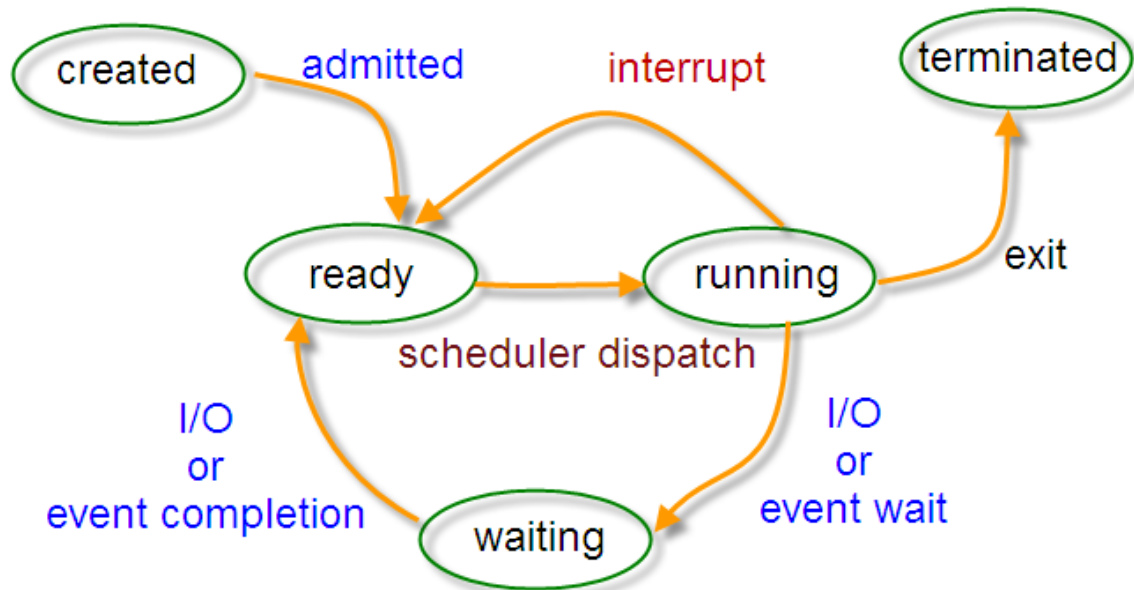 created
admitted
interrupt
terminated
ready
running
exit
scheduler dispatch
I/O
or
event completion
I/O
or
event wait
waiting